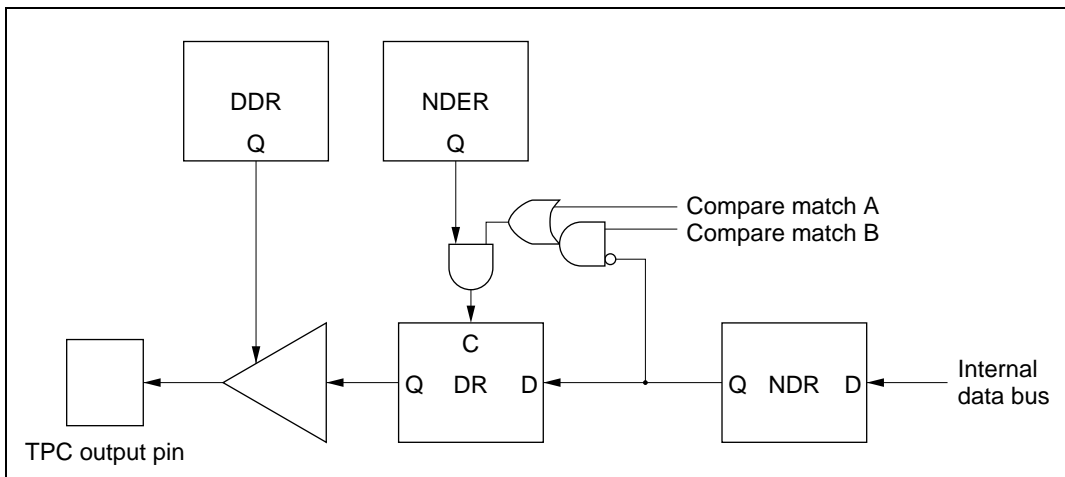 DDR
Q
NDER
Q
Compare match A
Compare match B
C
Q DR D
Q NDR D
Internal
data bus
TPC output pin